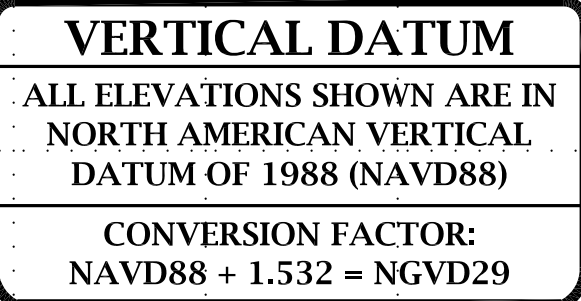 VERTICAL DATUM
ALL ELEVATIONS SHOWN ARE IN
NORTH AMERICAN VERTICAL
DATUM OF 1988 (NAVD88)
CONVERSION FACTOR:
NAVD88 + 1.532 = NGVD29